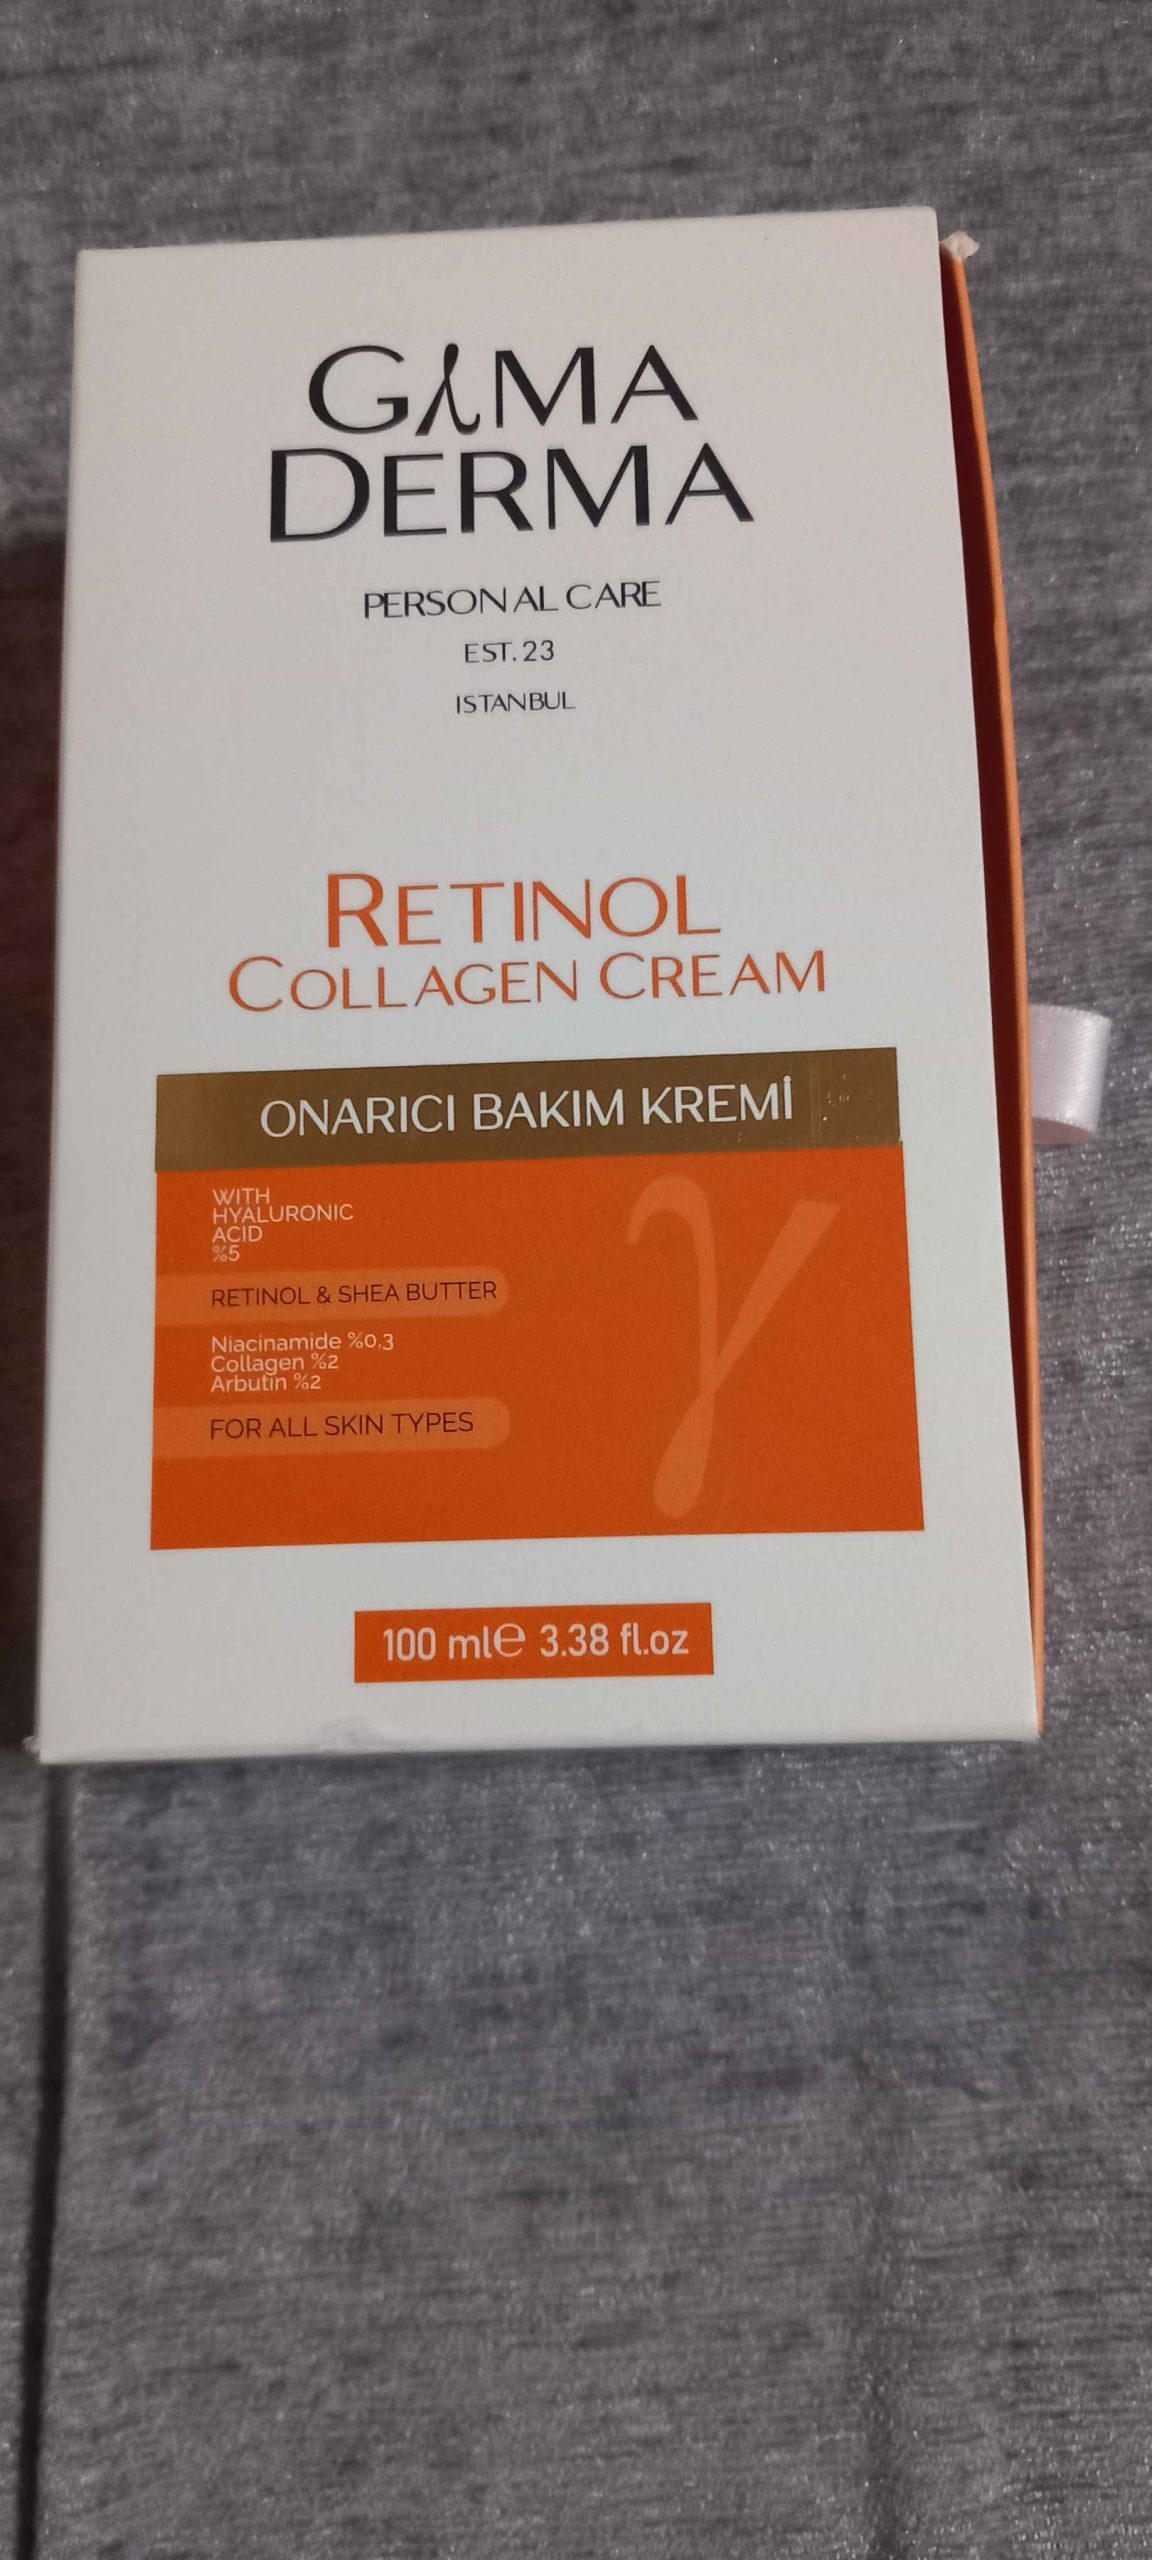 GAMA
DERMA
PERSONAL CARE
EST. 23
ISTANBUL
RETINOL
COLLAGEN CREAM
ONARICI BAKIM KREMİ
WITH
HYALURONIC
ACID
%5
RETINOL & SHEA BUTTER
Niacinamide %0,3
Collagen %2
Arbutin %2
FOR ALL SKIN TYPES
γ
100 ml℮ 3.38 fl.oz